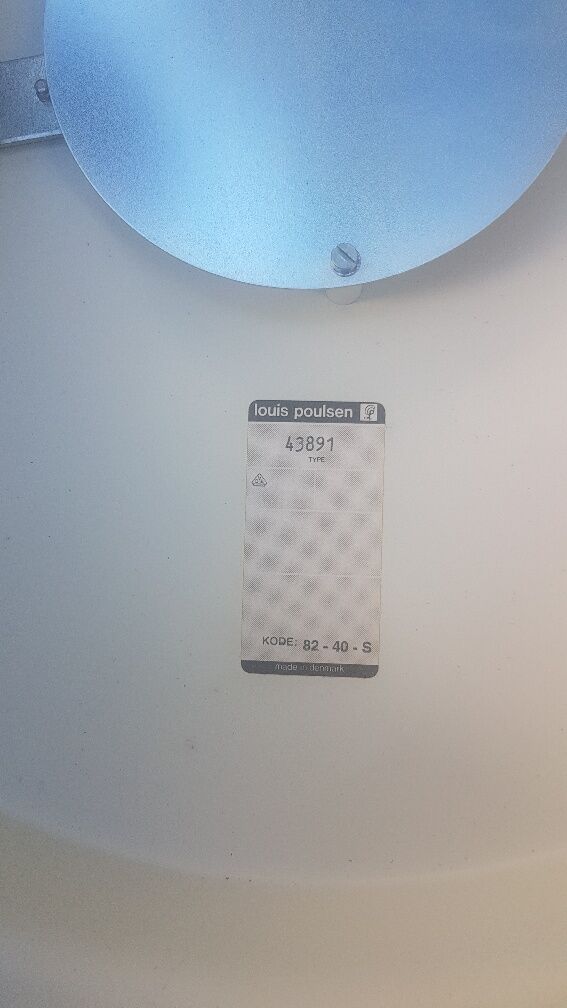 louis poulsen
43891
TYPE
KODE: 82 - 40 - S
made in denmark